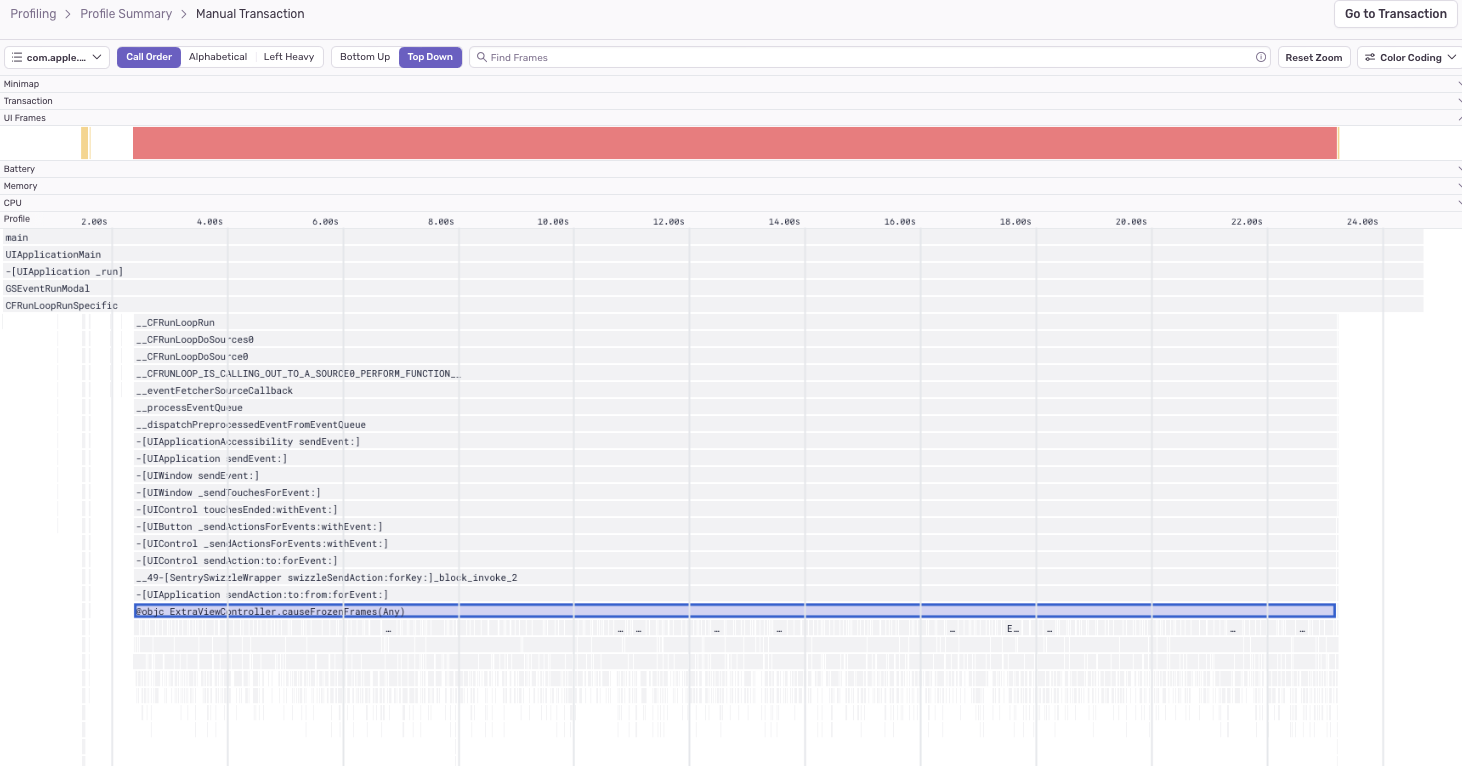 Profiling > Profile Summary > Manual Transaction
Go to Transaction
com.apple.... Call Order Alphabetical Left Heavy Bottom Up Top Down Find Frames Reset Zoom Color Coding
Minimap
Transaction
UI Frames
Battery
Memory
CPU
Profile
2.00s 4.00s 6.00s 8.00s 10.00s 12.00s 14.00s 16.00s 18.00s 20.00s 22.00s 24.00s
main
UIApplicationMain
-[UIApplication _run]
GSEventRunModal
CFRunLoopRunSpecific
__CFRunLoopRun
__CFRunLoopDoSources0
__CFRunLoopDoSource0
__CFRUNLOOP_IS_CALLING_OUT_TO_A_SOURCE0_PERFORM_FUNCTION__
__eventFetcherSourceCallback
__processEventQueue
__dispatchPreprocessedEventFromEventQueue
-[UIApplicationAccessibility sendEvent:]
-[UIApplication sendEvent:]
-[UIWindow sendEvent:]
-[UIWindow _sendTouchesForEvent:]
-[UIControl touchesEnded:withEvent:]
-[UIButton _sendActionsForEvents:withEvent:]
-[UIControl _sendActionsForEvents:withEvent:]
-[UIControl sendAction:to:forEvent:]
__49-[SentrySwizzleWrapper swizzleSendAction:forKey:]_block_invoke_2
-[UIApplication sendAction:to:from:forEvent:]
@objc ExtraViewController.causeFrozenFrames(Any)
… … … … … … E… … … …